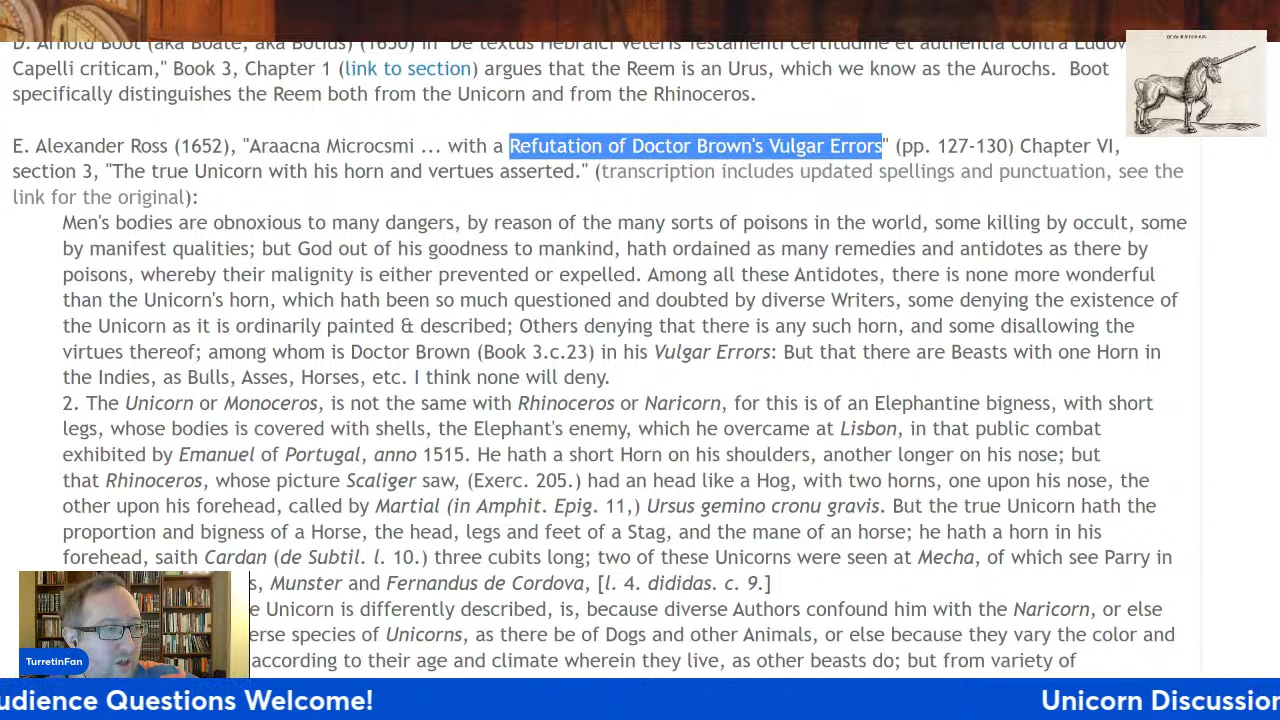 D. Arnold Boot (aka Boate, aka Botius) (1650) in "De Textus Hebraici Veteris Testamenti certitudine et authentia contra Ludov
Capelli criticam," Book 3, Chapter 1 (link to section) argues that the Reem is an Urus, which we know as the Aurochs.  Boot
specifically distinguishes the Reem both from the Unicorn and from the Rhinoceros.
Of the UNICORN.
E. Alexander Ross (1652), "Araacna Microcsmi ... with a Refutation of Doctor Brown's Vulgar Errors" (pp. 127-130) Chapter VI,
section 3, "The true Unicorn with his horn and vertues asserted." (transcription includes updated spellings and punctuation, see the
link for the original):
Men's bodies are obnoxious to many dangers, by reason of the many sorts of poisons in the world, some killing by occult, some
by manifest qualities; but God out of his goodness to mankind, hath ordained as many remedies and antidotes as there by
poisons, whereby their malignity is either prevented or expelled. Among all these Antidotes, there is none more wonderful
than the Unicorn's horn, which hath been so much questioned and doubted by diverse Writers, some denying the existence of
the Unicorn as it is ordinarily painted & described; Others denying that there is any such horn, and some disallowing the
virtues thereof; among whom is Doctor Brown (Book 3.c.23) in his Vulgar Errors: But that there are Beasts with one Horn in
the Indies, as Bulls, Asses, Horses, etc. I think none will deny.
2. The Unicorn or Monoceros, is not the same with Rhinoceros or Naricorn, for this is of an Elephantine bigness, with short
legs, whose bodies is covered with shells, the Elephant's enemy, which he overcame at Lisbon, in that public combat
exhibited by Emanuel of Portugal, anno 1515. He hath a short Horn on his shoulders, another longer on his nose; but
that Rhinoceros, whose picture Scaliger saw, (Exerc. 205.) had an head like a Hog, with two horns, one upon his nose, the
other upon his forehead, called by Martial (in Amphit. Epig. 11,) Ursus gemino cronu gravis. But the true Unicorn hath the
proportion and bigness of a Horse, the head, legs and feet of a Stag, and the mane of an horse; he hath a horn in his
forehead, saith Cardan (de Subtil. l. 10.) three cubits long; two of these Unicorns were seen at Mecha, of which see Parry in
s, Munster and Fernandus de Cordova, [l. 4. dididas. c. 9.]
e Unicorn is differently described, is, because diverse Authors confound him with the Naricorn, or else
erse species of Unicorns, as there be of Dogs and other Animals, or else because they vary the color and
according to their age and climate wherein they live, as other beasts do; but from variety of
TurretinFan
udience Questions Welcome!
Unicorn Discussion